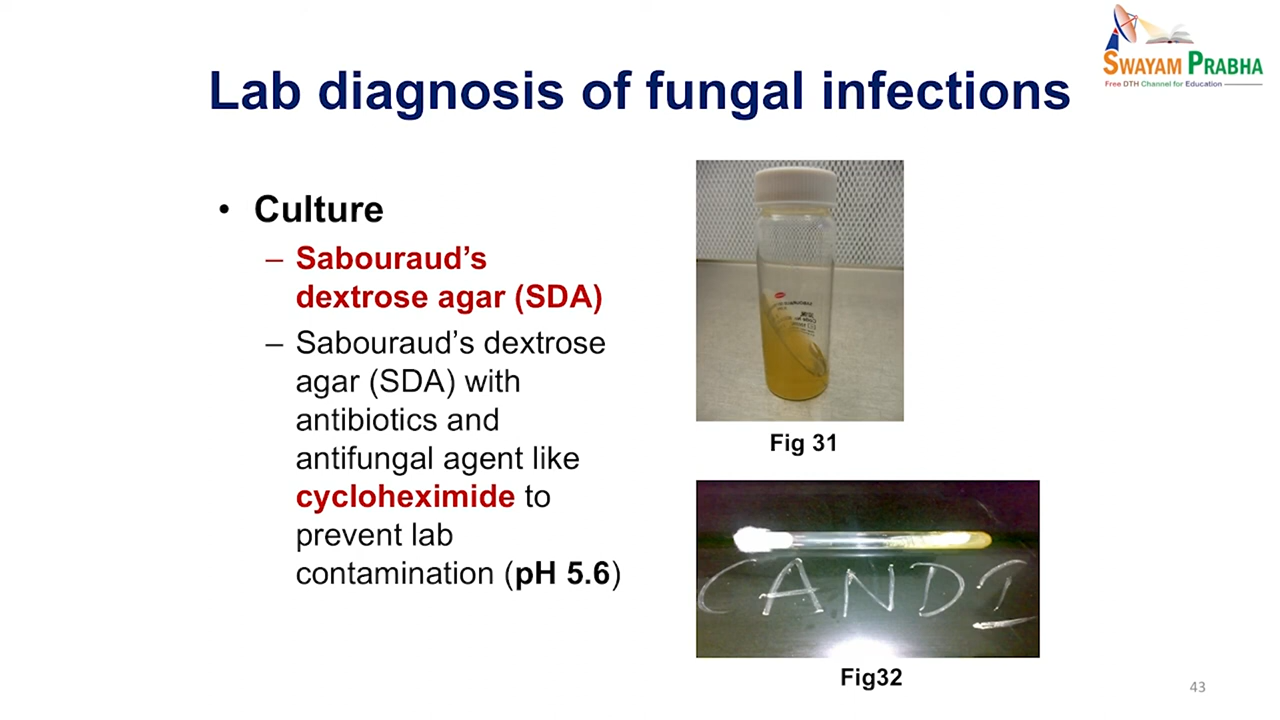 SWAYAM PRABHA
Free DTH Channel for Education
Lab diagnosis of fungal infections
• Culture
– Sabouraud’s
dextrose agar (SDA)
– Sabouraud’s dextrose
agar (SDA) with
antibiotics and
antifungal agent like
cycloheximide to
prevent lab
contamination (pH 5.6)
Fig 31
CANDI
Fig32
43